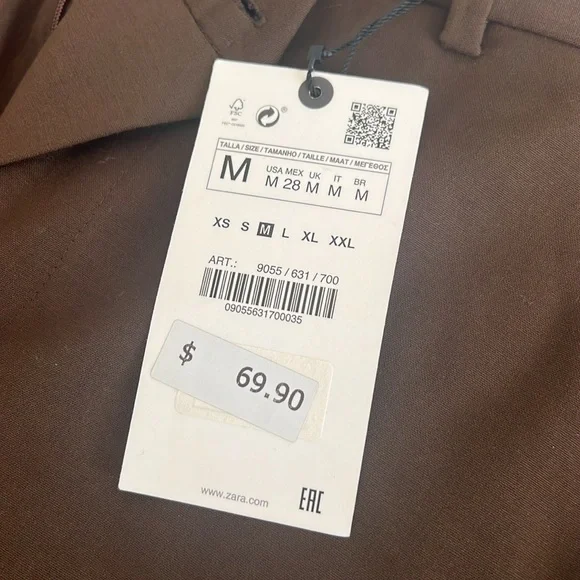 FSC
TALLA / SIZE / TAMANHO / TAILLE / MAAT / ΜΕΓΕΘΟΣ
M USA MEX UK IT BR
M 28 M M M
XS S M L XL XXL
ART.: 9055 / 631 / 700
09055631700035
$ 69.90
www.zara.com EAC